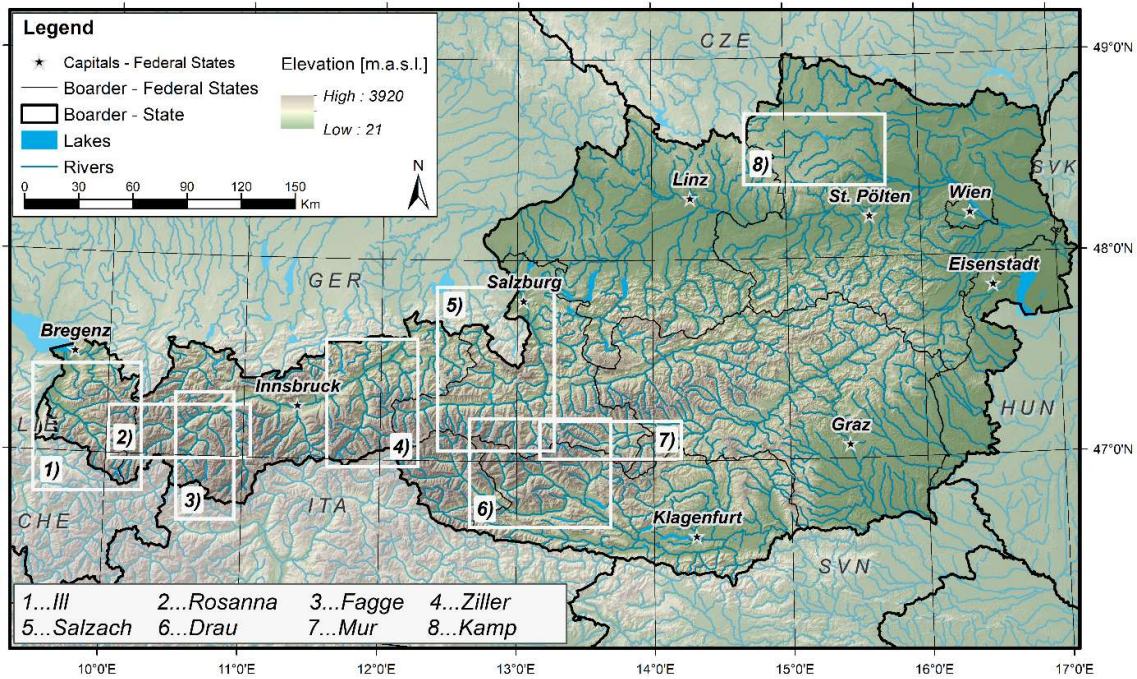 Legend
Capitals - Federal States
Boarder - Federal States
Boarder - State
Lakes
Rivers
0 30 60 90 120 150
Km
Elevation [m.a.s.l.]
High : 3920
Low : 21
N
CZE
49°0'N
SVK
8)
Linz
St. Pölten
Wien
48°0'N
GER
Salzburg
Eisenstadt
5)
Bregenz
Innsbruck
LIE
2)
4)
7)
Graz
HUN
47°0'N
1)
3)
6)
ITA
CHE
Klagenfurt
SVN
1...Ill 2...Rosanna 3...Fagge 4...Ziller
5...Salzach 6...Drau 7...Mur 8...Kamp
10°0'E 11°0'E 12°0'E 13°0'E 14°0'E 15°0'E 16°0'E 17°0'E